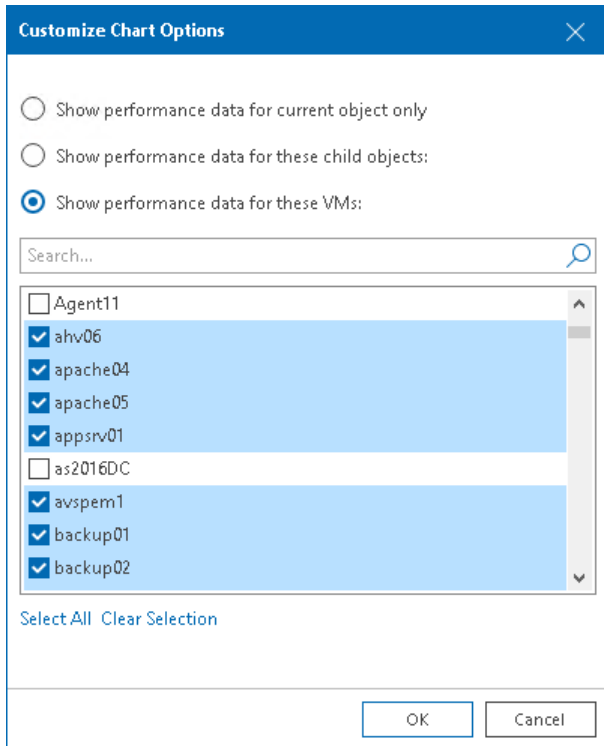 Customize Chart Options
Show performance data for current object only
Show performance data for these child objects:
Show performance data for these VMs:
Search...
Agent11
ahv06
apache04
apache05
appsrv01
as2016DC
avspem1
backup01
backup02
Select All Clear Selection
OK Cancel